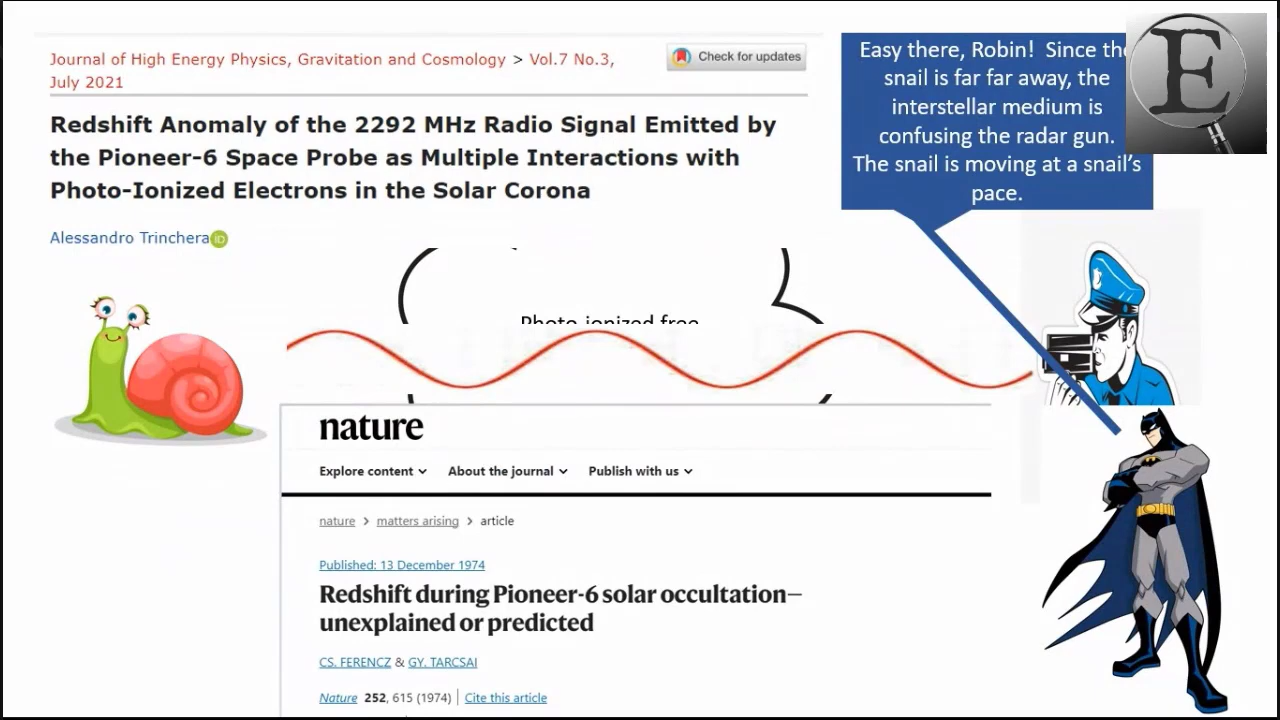 Journal of High Energy Physics, Gravitation and Cosmology > Vol.7 No.3,
July 2021
Check for updates
Redshift Anomaly of the 2292 MHz Radio Signal Emitted by
the Pioneer-6 Space Probe as Multiple Interactions with
Photo-Ionized Electrons in the Solar Corona
Alessandro Trinchera
iD
Easy there, Robin! Since the
snail is far far away, the
interstellar medium is
confusing the radar gun.
The snail is moving at a snail's
pace.
E
Photo-ionized free
nature
Explore content
About the journal
Publish with us
nature > matters arising > article
Published: 13 December 1974
Redshift during Pioneer-6 solar occultation—
unexplained or predicted
CS. FERENCZ & GY. TARCSAI
Nature 252, 615 (1974) | Cite this article